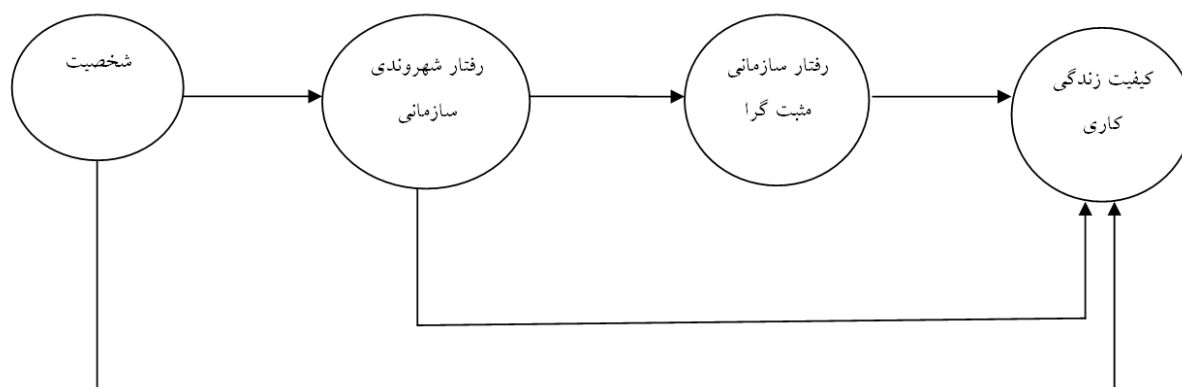 شخصیت
رفتار شهروندی
سازمانی
رفتار سازمانی
مثبت گرا
کیفیت زندگی
کاری